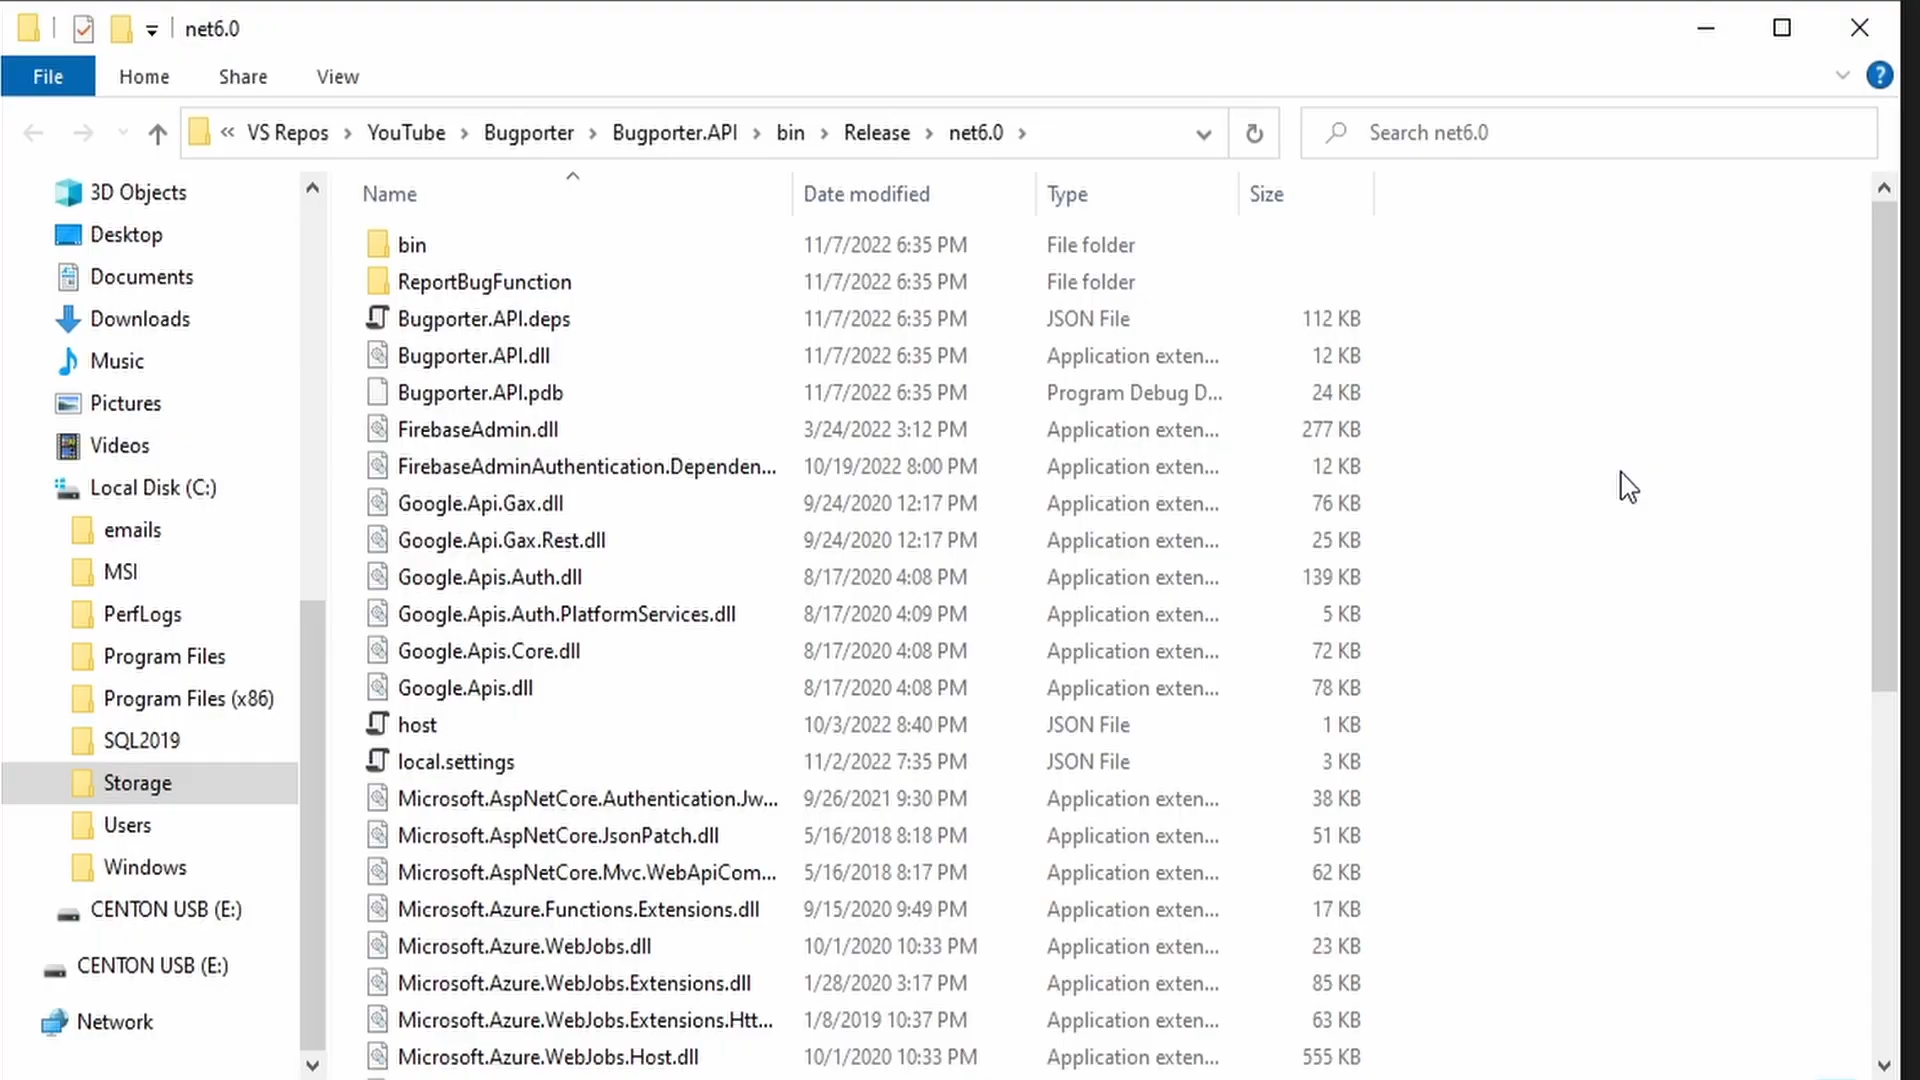 net6.0
File Home Share View
« VS Repos › YouTube › Bugporter › Bugporter.API › bin › Release › net6.0 ›
Search net6.0
3D Objects
Desktop
Documents
Downloads
Music
Pictures
Videos
Local Disk (C:)
emails
MSI
PerfLogs
Program Files
Program Files (x86)
SQL2019
Storage
Users
Windows
CENTON USB (E:)
CENTON USB (E:)
Network
Name Date modified Type Size
bin 11/7/2022 6:35 PM File folder
ReportBugFunction 11/7/2022 6:35 PM File folder
Bugporter.API.deps 11/7/2022 6:35 PM JSON File 112 KB
Bugporter.API.dll 11/7/2022 6:35 PM Application exten... 12 KB
Bugporter.API.pdb 11/7/2022 6:35 PM Program Debug D... 24 KB
FirebaseAdmin.dll 3/24/2022 3:12 PM Application exten... 277 KB
FirebaseAdminAuthentication.Dependen... 10/19/2022 8:00 PM Application exten... 12 KB
Google.Api.Gax.dll 9/24/2020 12:17 PM Application exten... 76 KB
Google.Api.Gax.Rest.dll 9/24/2020 12:17 PM Application exten... 25 KB
Google.Apis.Auth.dll 8/17/2020 4:08 PM Application exten... 139 KB
Google.Apis.Auth.PlatformServices.dll 8/17/2020 4:09 PM Application exten... 5 KB
Google.Apis.Core.dll 8/17/2020 4:08 PM Application exten... 72 KB
Google.Apis.dll 8/17/2020 4:08 PM Application exten... 78 KB
host 10/3/2022 8:40 PM JSON File 1 KB
local.settings 11/2/2022 7:35 PM JSON File 3 KB
Microsoft.AspNetCore.Authentication.Jw... 9/26/2021 9:30 PM Application exten... 38 KB
Microsoft.AspNetCore.JsonPatch.dll 5/16/2018 8:18 PM Application exten... 51 KB
Microsoft.AspNetCore.Mvc.WebApiCom... 5/16/2018 8:17 PM Application exten... 62 KB
Microsoft.Azure.Functions.Extensions.dll 9/15/2020 9:49 PM Application exten... 17 KB
Microsoft.Azure.WebJobs.dll 10/1/2020 10:33 PM Application exten... 23 KB
Microsoft.Azure.WebJobs.Extensions.dll 1/28/2020 3:17 PM Application exten... 85 KB
Microsoft.Azure.WebJobs.Extensions.Htt... 1/8/2019 10:37 PM Application exten... 63 KB
Microsoft.Azure.WebJobs.Host.dll 10/1/2020 10:33 PM Application exten... 555 KB